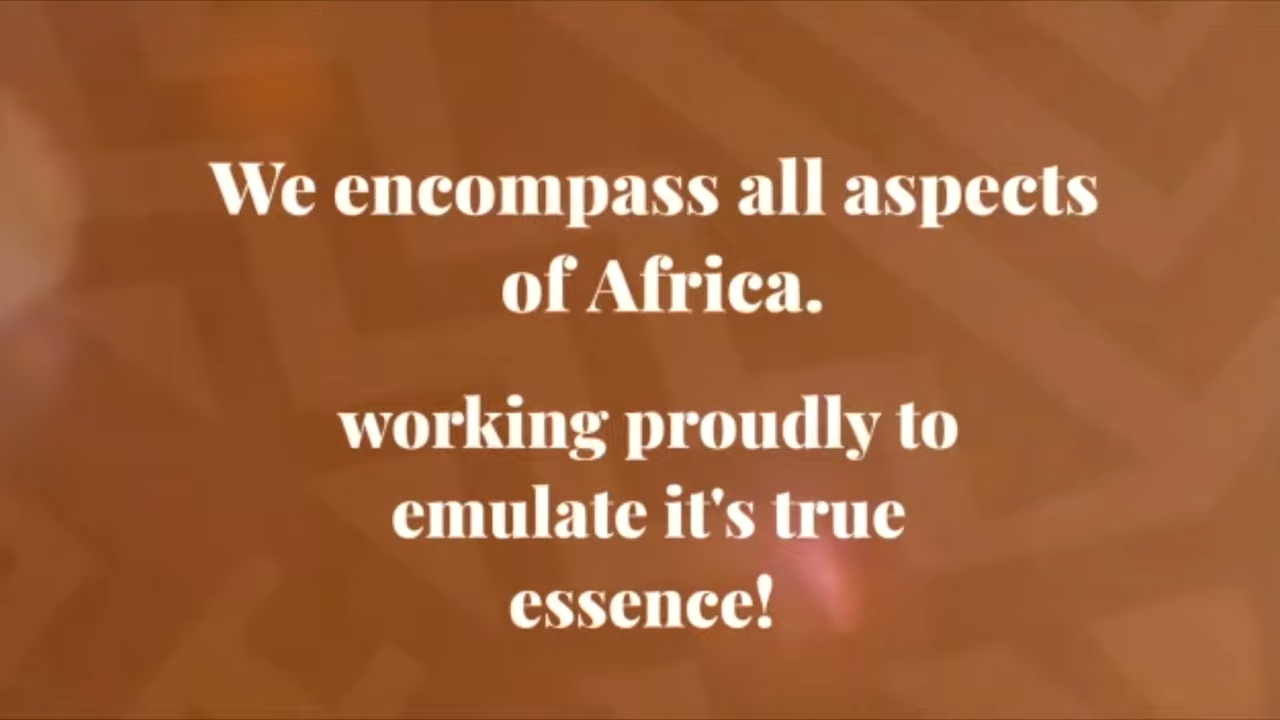 We encompass all aspects
of Africa.
working proudly to
emulate it's true
essence!